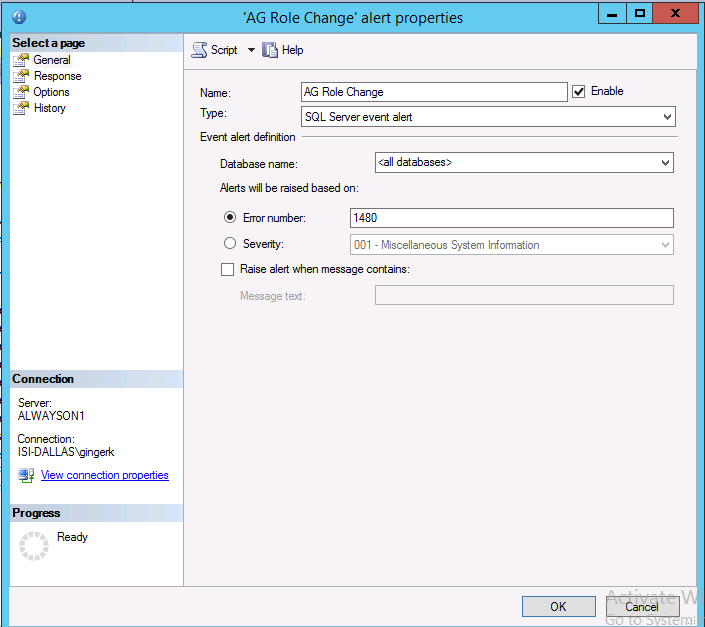 'AG Role Change' alert properties
Select a page
General
Response
Options
History
Script
Help
Name:
AG Role Change
Enable
Type:
SQL Server event alert
Event alert definition
Database name:
<all databases>
Alerts will be raised based on:
Error number:
1480
Severity:
001 - Miscellaneous System Information
Raise alert when message contains:
Message text:
Connection
Server:
ALWAYSON1
Connection:
ISI-DALLAS\gingerk
View connection properties
Progress
Ready
OK
Cancel
Activate W
Go to System